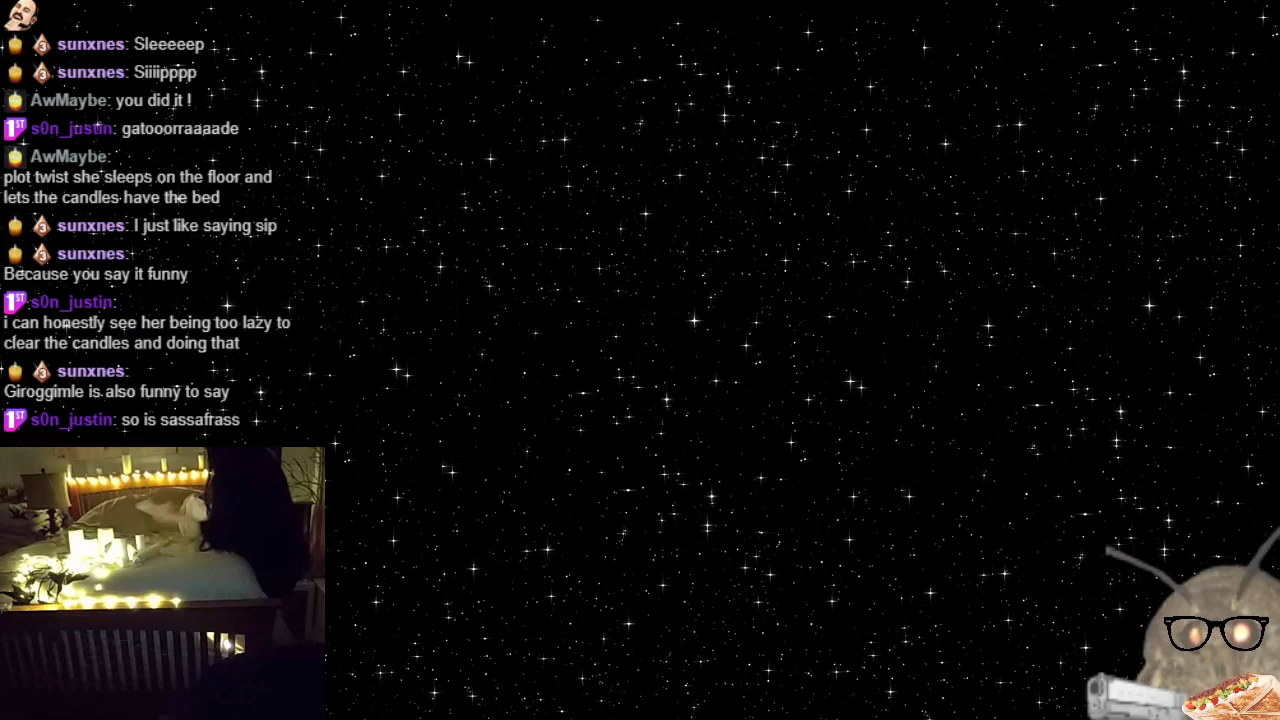 sunxnes: Sleeeeep
sunxnes: Siiiipppp
AwMaybe: you did it !
1ST s0n_justin: gatooorraaaade
AwMaybe:
plot twist she sleeps on the floor and
lets the candles have the bed
sunxnes: I just like saying sip
sunxnes:
Because you say it funny
1ST s0n_justin:
i can honestly see her being too lazy to
clear the candles and doing that
sunxnes:
Giroggimle is also funny to say
1ST s0n_justin: so is sassafrass